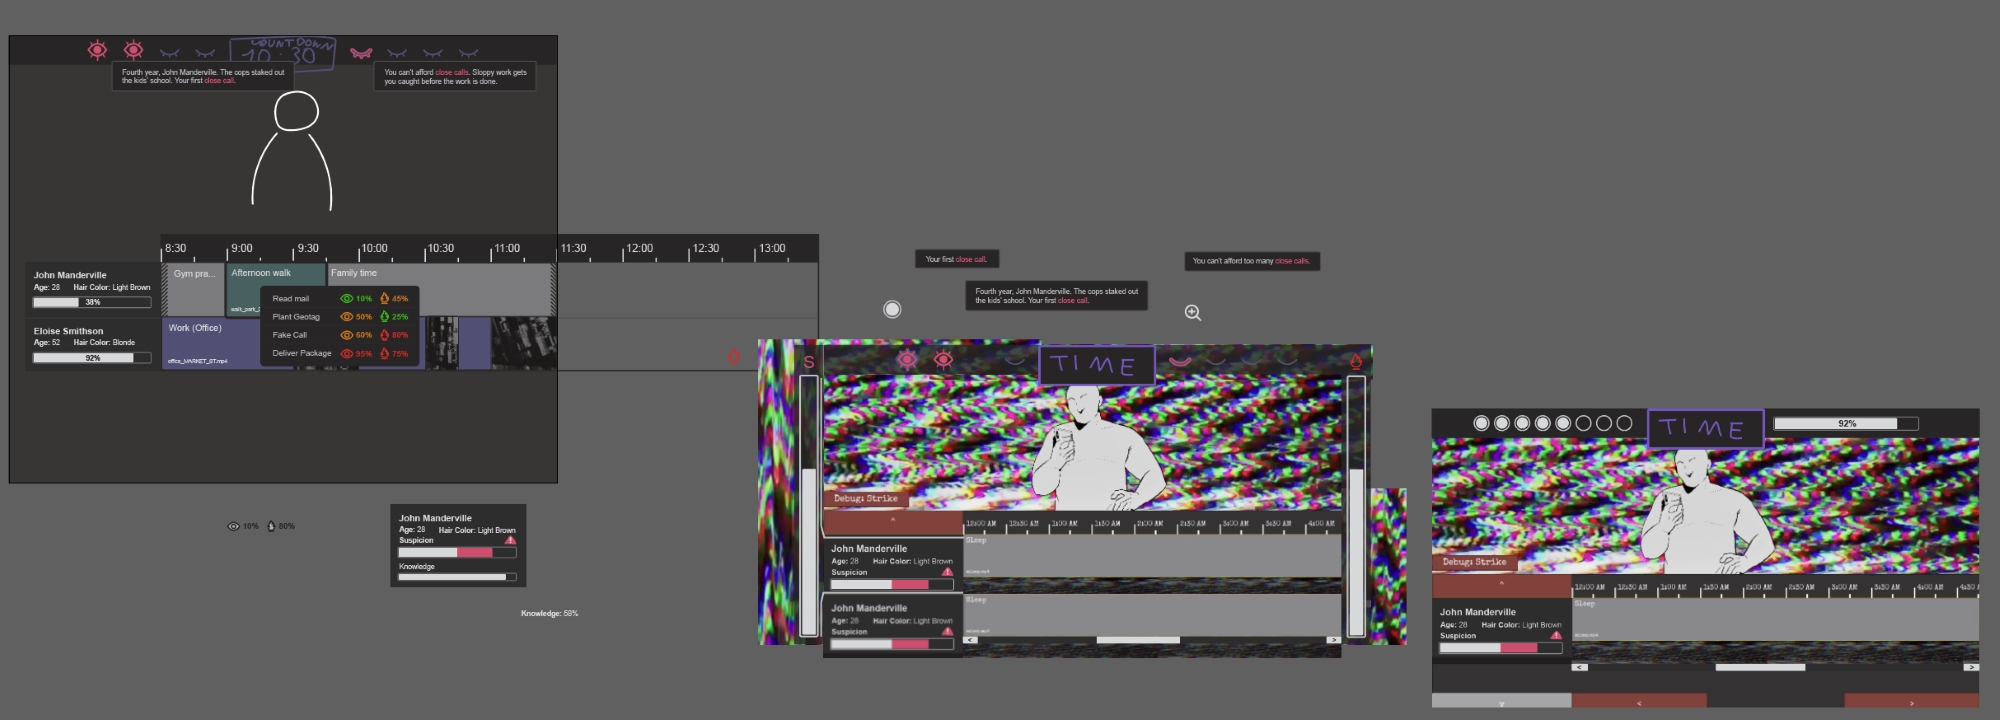 COUNTDOWN
10:30
Fourth year, John Manderville. The cops staked out
the kids' school. Your first close call.
You can't afford close calls. Sloppy work gets
you caught before the work is done.
8:30 9:00 9:30 10:00 10:30 11:00 11:30 12:00 12:30 13:00
John Manderville
Age: 28 Hair Color: Light Brown
38%
Gym pra...
Afternoon walk
Family time
Read mail 10% 45%
Plant Geotag 50% 25%
Fake Call 60% 80%
Deliver Package 95% 75%
Eloise Smithson
Age: 52 Hair Color: Blonde
92%
Work (Office)
office_MARKET_ST.mp4
10% 80%
John Manderville
Age: 28 Hair Color: Light Brown
Suspicion
Knowledge
Knowledge: 58%
Your first close call.
Fourth year, John Manderville. The cops staked out
the kids' school. Your first close call.
You can't afford too many close calls.
S
TIME
Debug: Strike
^
12:00 AM 12:30 AM 1:00 AM 1:30 AM 2:00 AM 2:30 AM 3:00 AM 3:30 AM 4:00 AM
John Manderville
Age: 28 Hair Color: Light Brown
Suspicion
Sleep
John Manderville
Age: 28 Hair Color: Light Brown
Suspicion
Sleep
< >
TIME
92%
Debug: Strike
^
12:00 AM 12:30 AM 1:00 AM 1:30 AM 2:00 AM 2:30 AM 3:00 AM 3:30 AM 4:00 AM
John Manderville
Age: 28 Hair Color: Light Brown
Suspicion
Sleep
< >
v < >